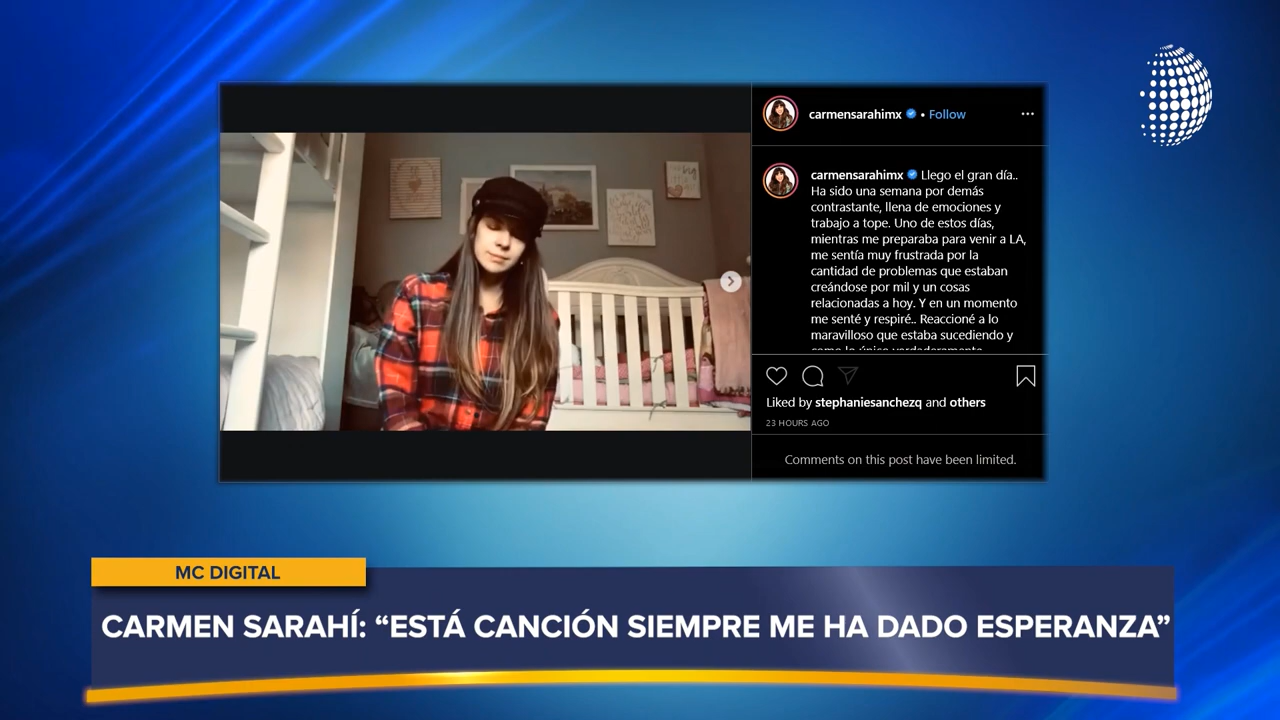 carmensarahimx • Follow
carmensarahimx Llego el gran día..
Ha sido una semana por demás
contrastante, llena de emociones y
trabajo a tope. Uno de estos días,
mientras me preparaba para venir a LA,
me sentía muy frustrada por la
cantidad de problemas que estaban
creándose por mil y un cosas
relacionadas a hoy. Y en un momento
me senté y respiré.. Reaccioné a lo
maravilloso que estaba sucediendo y
Liked by stephaniesanchezq and others
23 HOURS AGO
Comments on this post have been limited.
MC DIGITAL
CARMEN SARAHÍ: “ESTÁ CANCIÓN SIEMPRE ME HA DADO ESPERANZA”